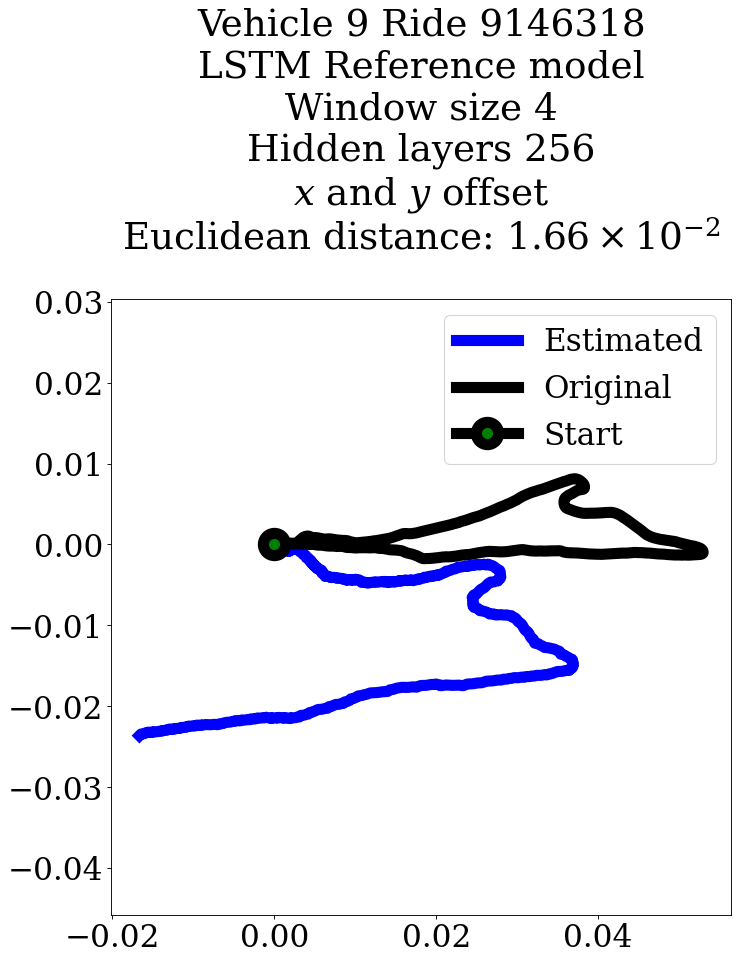 Vehicle 9 Ride 9146318
LSTM Reference model
Window size 4
Hidden layers 256
x and y offset
Euclidean distance: 1.66 × 10⁻²
0.03
0.02
0.01
0.00
−0.01
−0.02
−0.03
−0.04
Estimated
Original
Start
−0.02 0.00 0.02 0.04